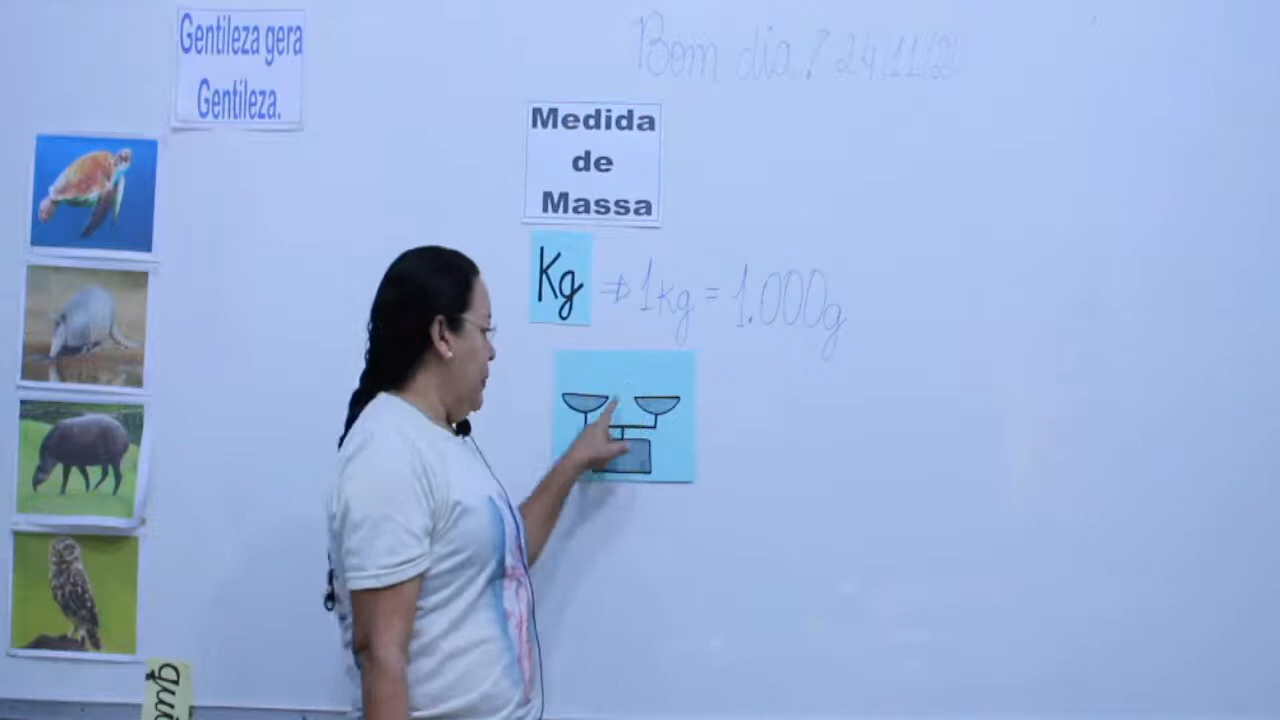 Gentileza gera
Gentileza.
Bom dia! 24/11/20
Medida
de
Massa
Kg ⇒ 1kg = 1.000g